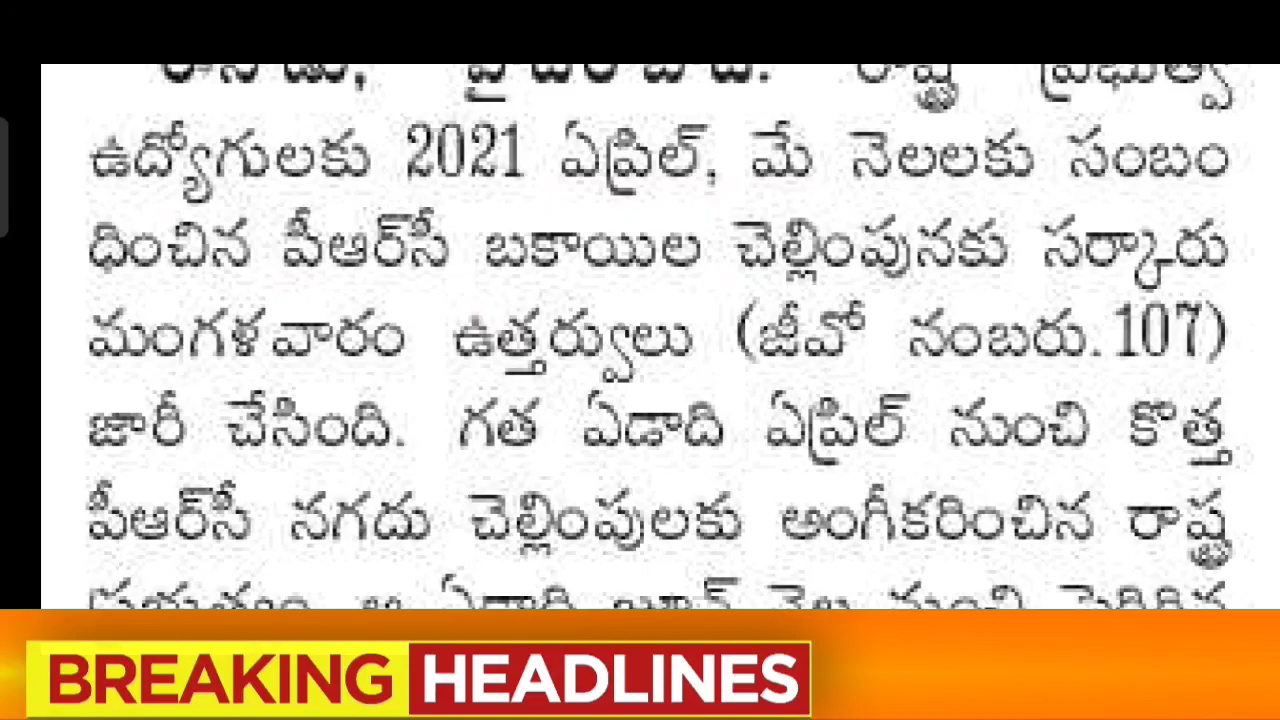 రాష్ట్ర ప్రభుత్వ
ఉద్యోగులకు 2021 ఏప్రిల్, మే నెలలకు సంబం
ధించిన పీఆర్‌సీ బకాయిల చెల్లింపునకు సర్కారు
మంగళవారం ఉత్తర్వులు (జీవో నంబరు.107)
జారీ చేసింది. గత ఏడాది ఏప్రిల్ నుంచి కొత్త
పీఆర్‌సీ నగదు చెల్లింపులకు అంగీకరించిన రాష్ట్ర
BREAKING HEADLINES